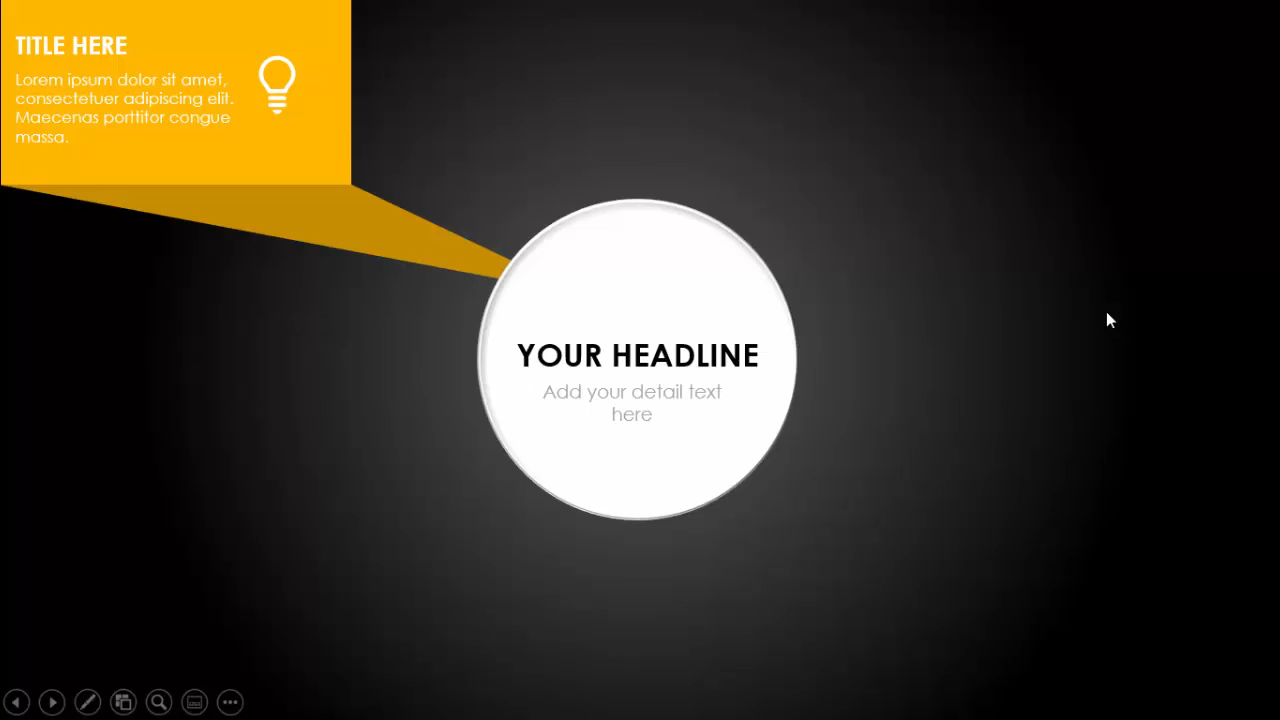 TITLE HERE
Lorem ipsum dolor sit amet,
consectetuer adipiscing elit.
Maecenas porttitor congue
massa.
YOUR HEADLINE
Add your detail text
here